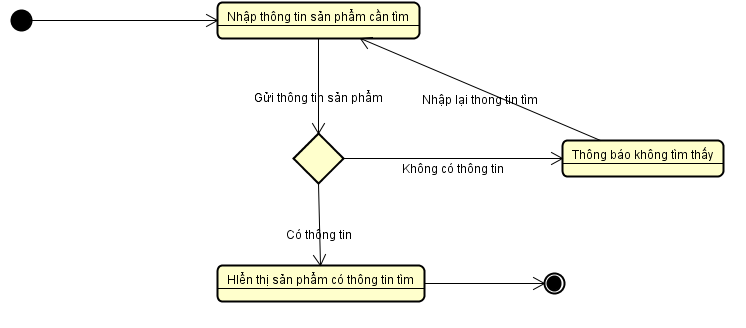 Nhập thông tin sản phẩm cần tìm
Gửi thông tin sản phẩm
Nhập lại thong tin tìm
Thông báo không tìm thấy
Không có thông tin
Có thông tin
HIển thị sản phẩm có thông tin tìm